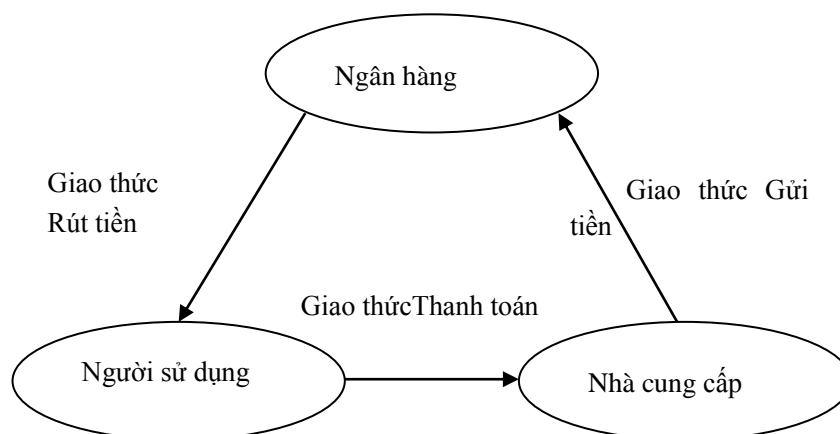 Ngân hàng
Giao thức
Rút tiền
Giao thức Gửi
tiền
Giao thứcThanh toán
Người sử dụng
Nhà cung cấp